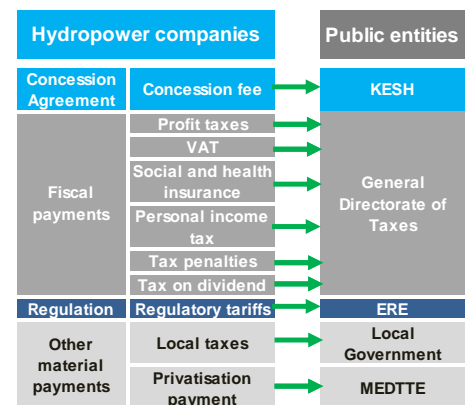 Hydropower companies
Public entities
Concession
Agreement
Concession fee
KESH
Fiscal
payments
Profit taxes
VAT
Social and health
insurance
Personal income
tax
Tax penalties
Tax on dividend
General
Directorate of
Taxes
Regulation
Regulatory tariffs
ERE
Other
material
payments
Local taxes
Local
Government
Privatisation
payment
MEDTTE